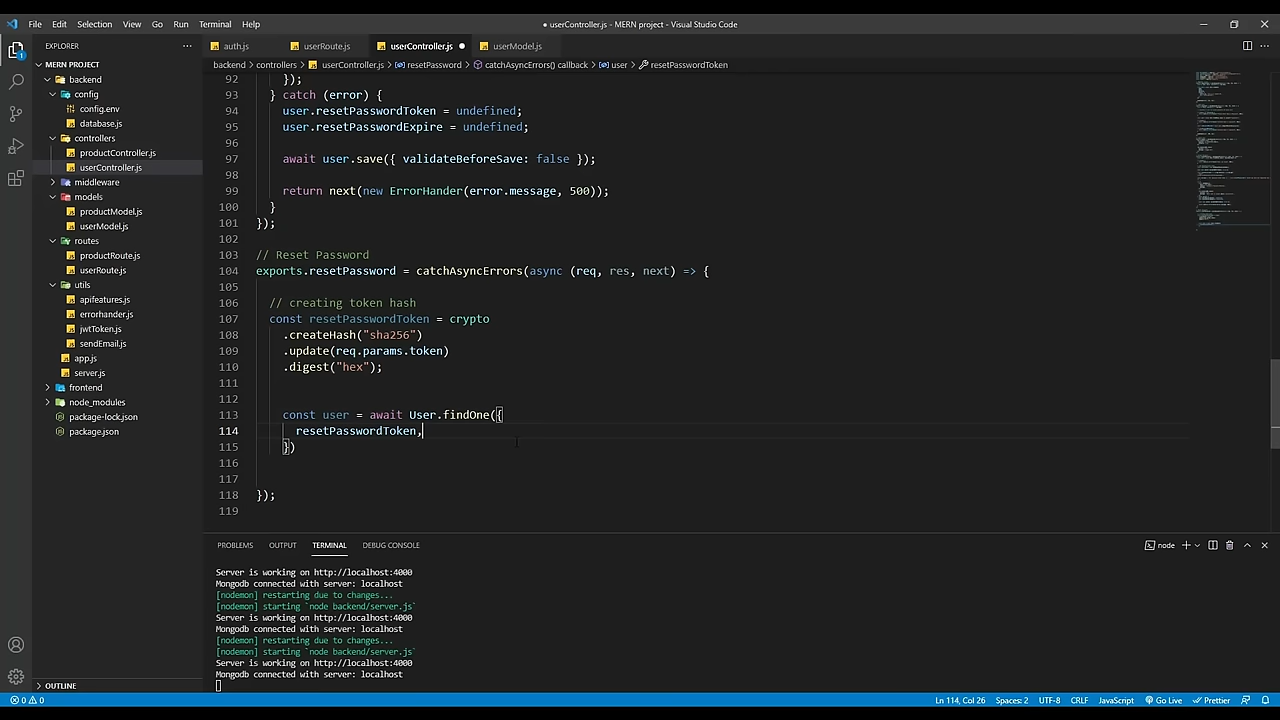 File Edit Selection View Go Run Terminal Help
● userController.js - MERN project - Visual Studio Code
EXPLORER
MERN PROJECT
backend
config
config.env
database.js
controllers
productController.js
userController.js
middleware
models
productModel.js
userModel.js
routes
productRoute.js
userRoute.js
utils
apifeatures.js
errorhander.js
jwtToken.js
sendEmail.js
app.js
server.js
frontend
node_modules
package-lock.json
package.json
OUTLINE
auth.js userRoute.js userController.js ● userModel.js
backend > controllers > userController.js > resetPassword > catchAsyncErrors() callback > user > resetPasswordToken
92 });
93 } catch (error) {
94 user.resetPasswordToken = undefined;
95 user.resetPasswordExpire = undefined;
96
97 await user.save({ validateBeforeSave: false });
98
99 return next(new ErrorHander(error.message, 500));
100 }
101 });
102
103 // Reset Password
104 exports.resetPassword = catchAsyncErrors(async (req, res, next) => {
105
106 // creating token hash
107 const resetPasswordToken = crypto
108 .createHash("sha256")
109 .update(req.params.token)
110 .digest("hex");
111
112
113 const user = await User.findOne({
114 resetPasswordToken,
115 })
116
117
118 });
119
PROBLEMS OUTPUT TERMINAL DEBUG CONSOLE
node
Server is working on http://localhost:4000
Mongodb connected with server: localhost
[nodemon] restarting due to changes...
[nodemon] starting `node backend/server.js`
Server is working on http://localhost:4000
Mongodb connected with server: localhost
[nodemon] restarting due to changes...
[nodemon] starting `node backend/server.js`
Server is working on http://localhost:4000
Mongodb connected with server: localhost
0 0 Ln 114, Col 26 Spaces: 2 UTF-8 CRLF JavaScript Go Live Prettier